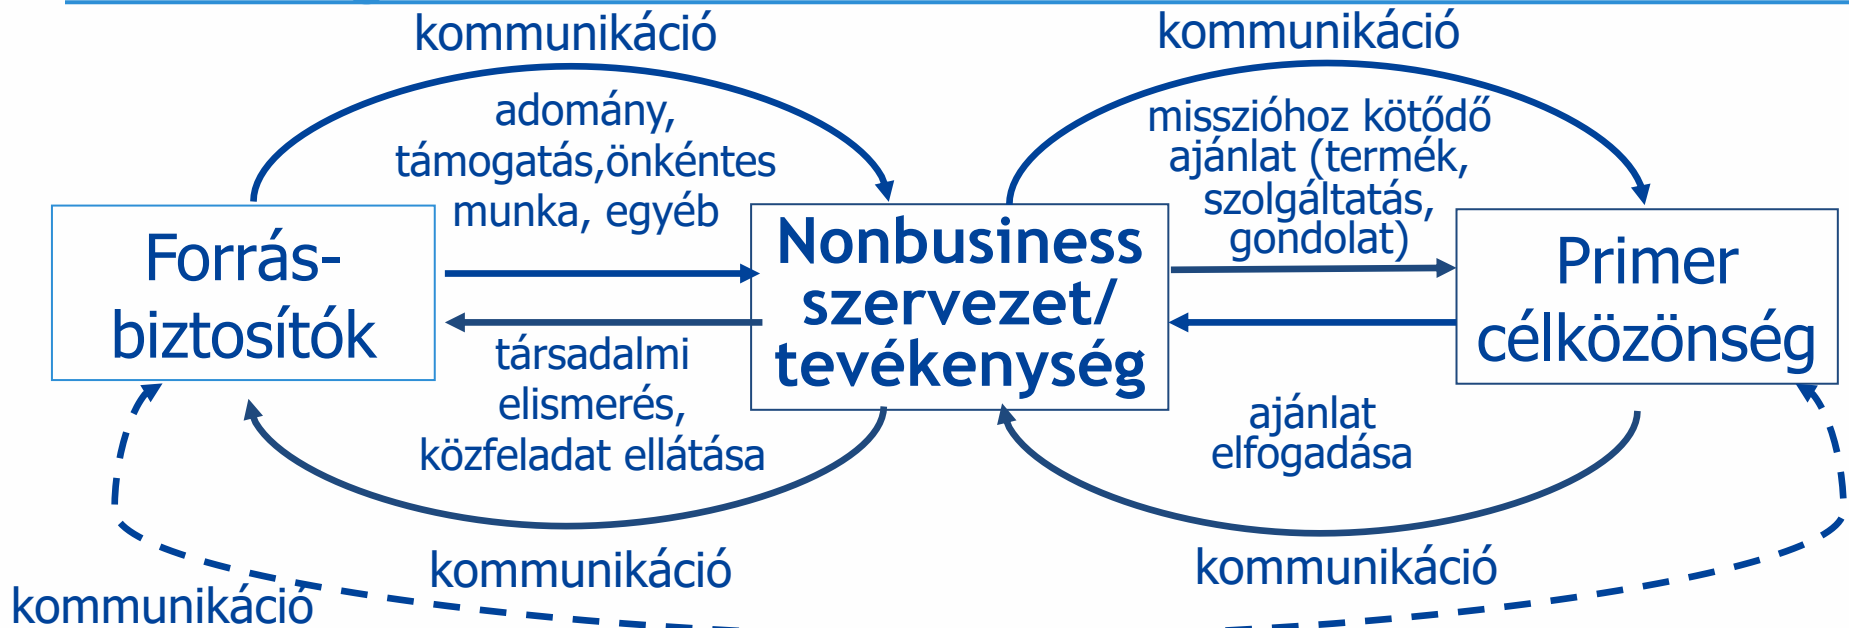 kommunikáció
kommunikáció
adomány,
támogatás,önkéntes
munka, egyéb
misszióhoz kötődő
ajánlat (termék,
szolgáltatás,
gondolat)
Forrás-
biztosítók
Nonbusiness
szervezet/
tevékenység
Primer
célközönség
társadalmi
elismerés,
közfeladat ellátása
ajánlat
elfogadása
kommunikáció
kommunikáció
kommunikáció